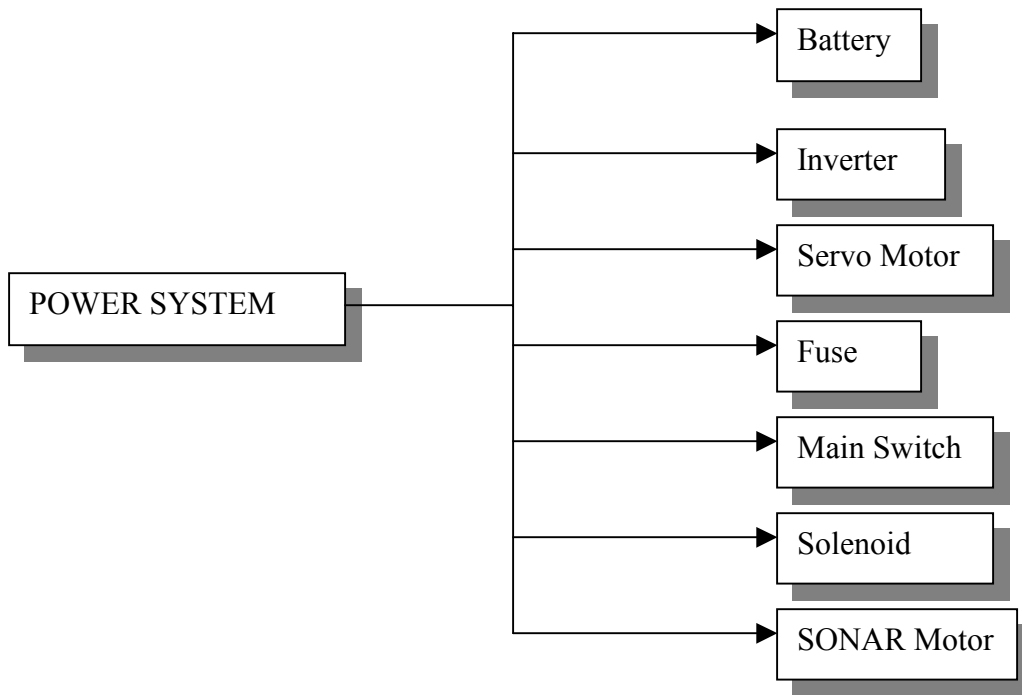 Battery
Inverter
Servo Motor
POWER SYSTEM
Fuse
Main Switch
Solenoid
SONAR Motor